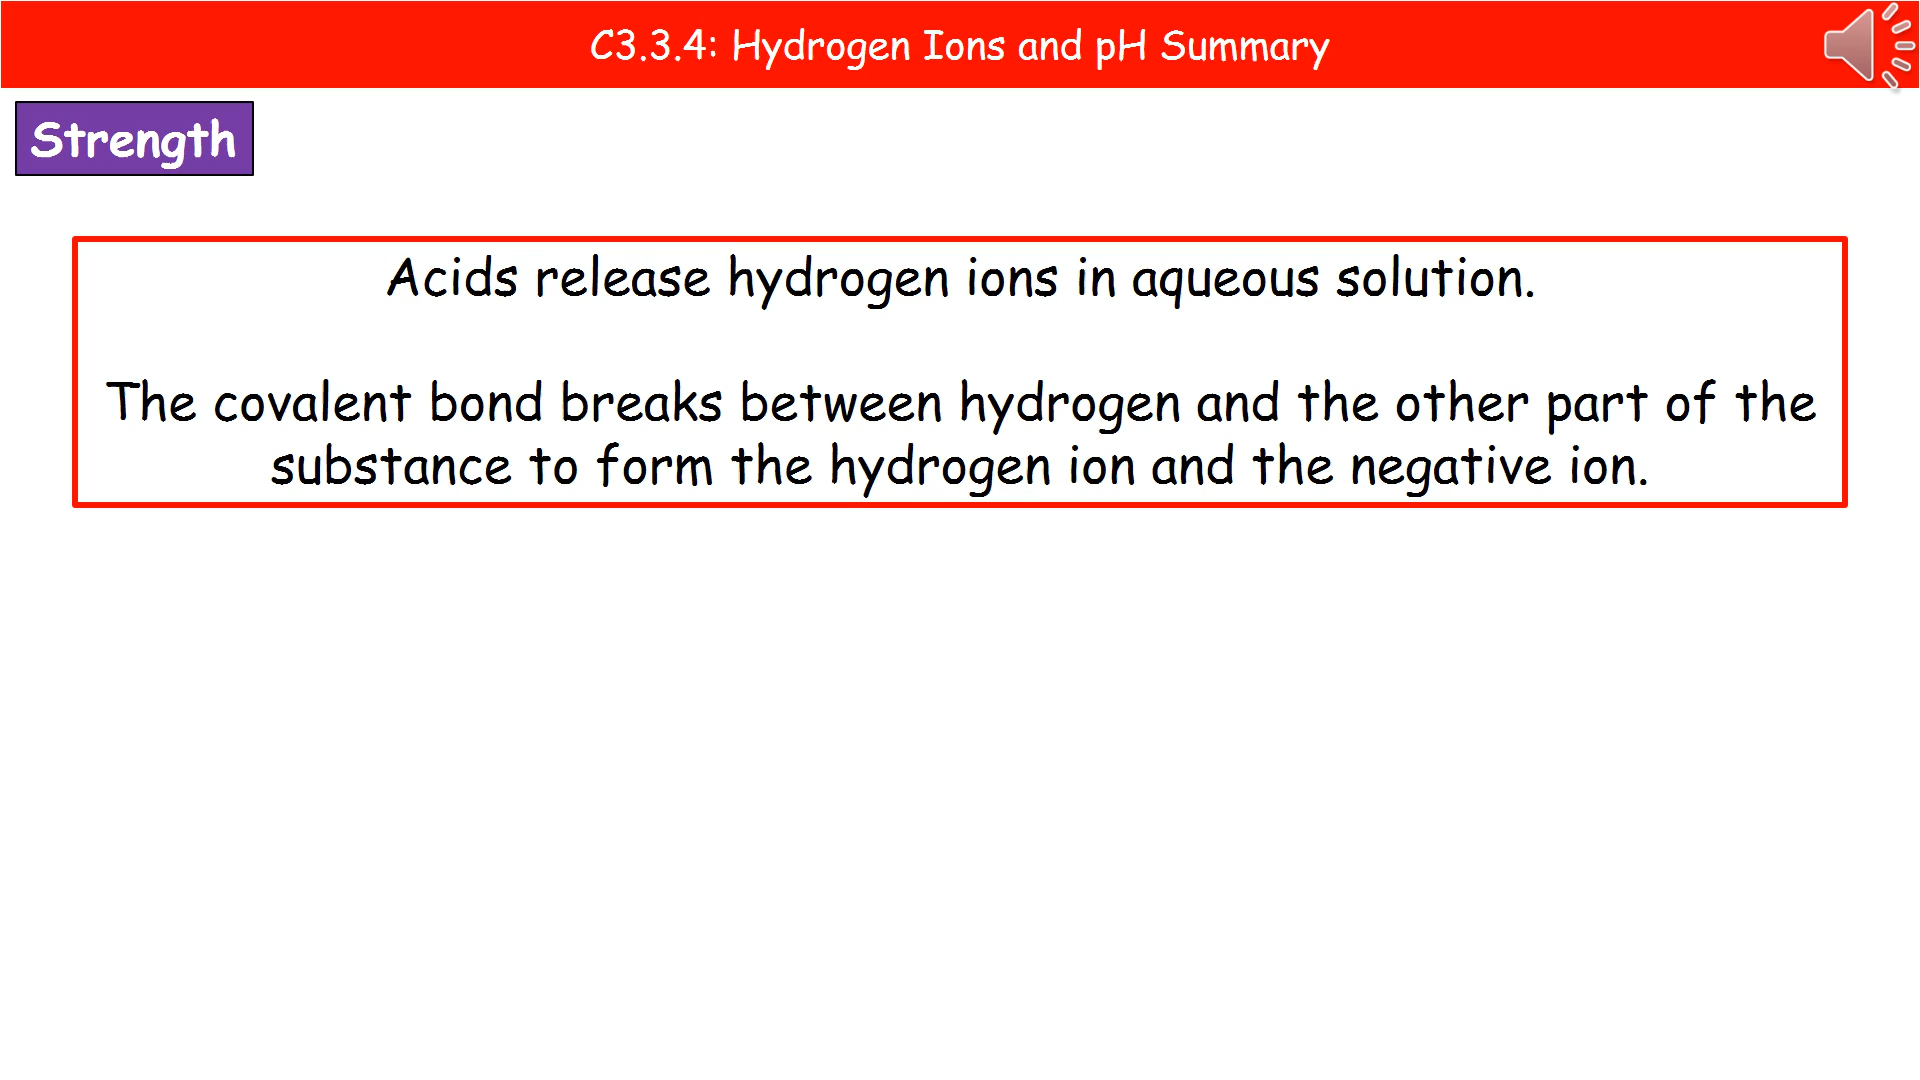 C3.3.4: Hydrogen Ions and pH Summary
Strength
Acids release hydrogen ions in aqueous solution.
The covalent bond breaks between hydrogen and the other part of the
substance to form the hydrogen ion and the negative ion.